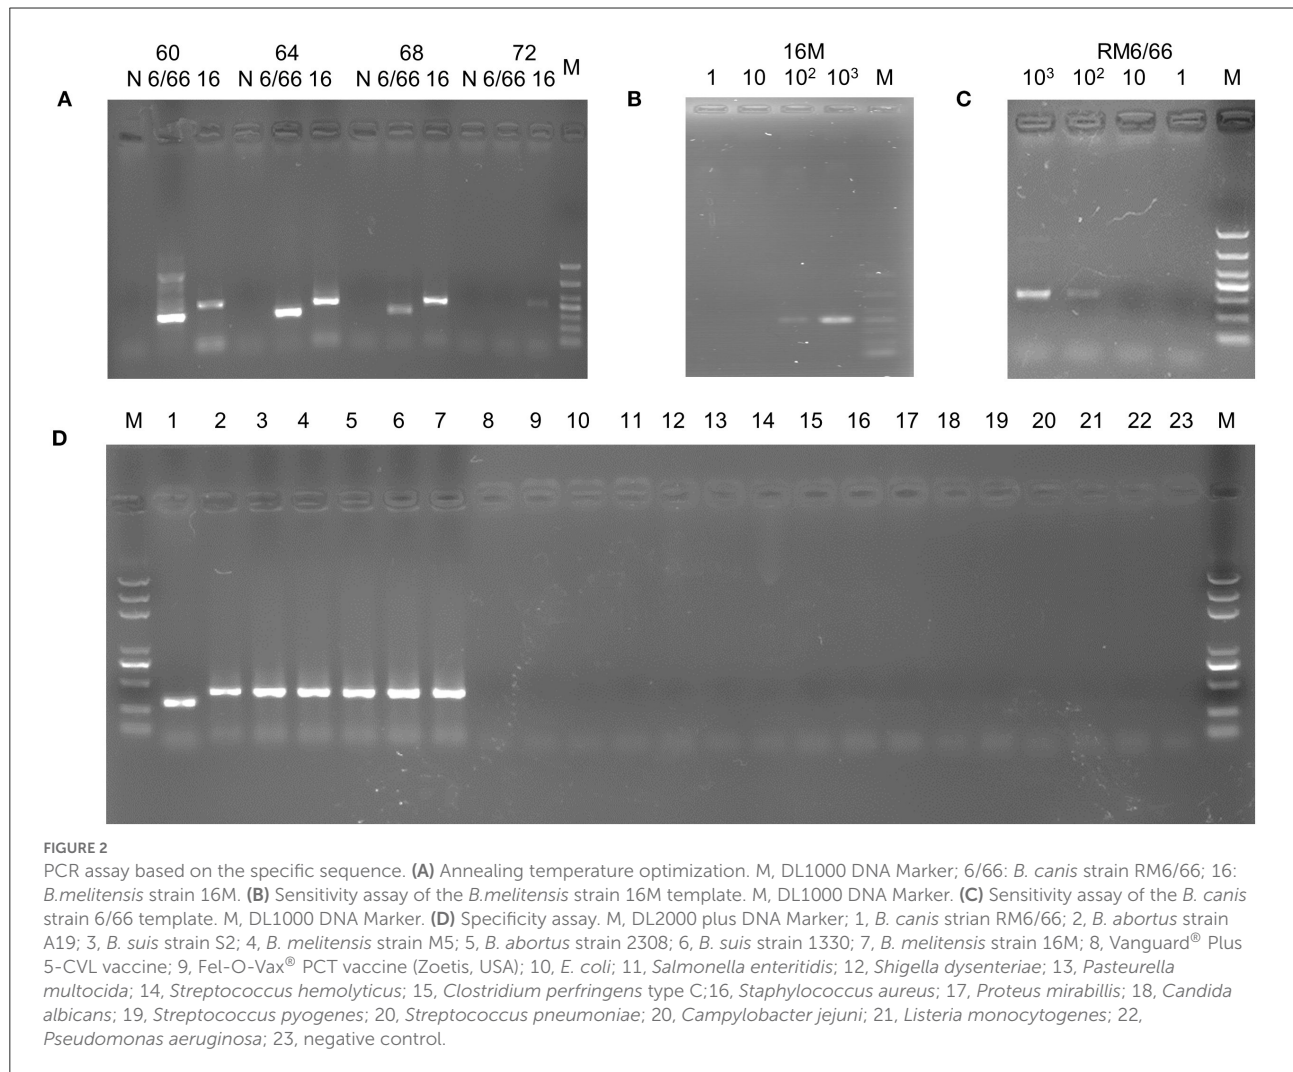 60 64 68 72
N 6/66 16 N 6/66 16 N 6/66 16 N 6/66 16 M
A
16M
1 10 10² 10³ M
B
RM6/66
10³ 10² 10 1 M
C
M 1 2 3 4 5 6 7 8 9 10 11 12 13 14 15 16 17 18 19 20 21 22 23 M
D
FIGURE 2
PCR assay based on the specific sequence. (A) Annealing temperature optimization. M, DL1000 DNA Marker; 6/66: B. canis strain RM6/66; 16:
B.melitensis strain 16M. (B) Sensitivity assay of the B.melitensis strain 16M template. M, DL1000 DNA Marker. (C) Sensitivity assay of the B. canis
strain 6/66 template. M, DL1000 DNA Marker. (D) Specificity assay. M, DL2000 plus DNA Marker; 1, B. canis strian RM6/66; 2, B. abortus strain
A19; 3, B. suis strain S2; 4, B. melitensis strain M5; 5, B. abortus strain 2308; 6, B. suis strain 1330; 7, B. melitensis strain 16M; 8, Vanguard® Plus
5-CVL vaccine; 9, Fel-O-Vax® PCT vaccine (Zoetis, USA); 10, E. coli; 11, Salmonella enteritidis; 12, Shigella dysenteriae; 13, Pasteurella
multocida; 14, Streptococcus hemolyticus; 15, Clostridium perfringens type C;16, Staphylococcus aureus; 17, Proteus mirabillis; 18, Candida
albicans; 19, Streptococcus pyogenes; 20, Streptococcus pneumoniae; 20, Campylobacter jejuni; 21, Listeria monocytogenes; 22,
Pseudomonas aeruginosa; 23, negative control.